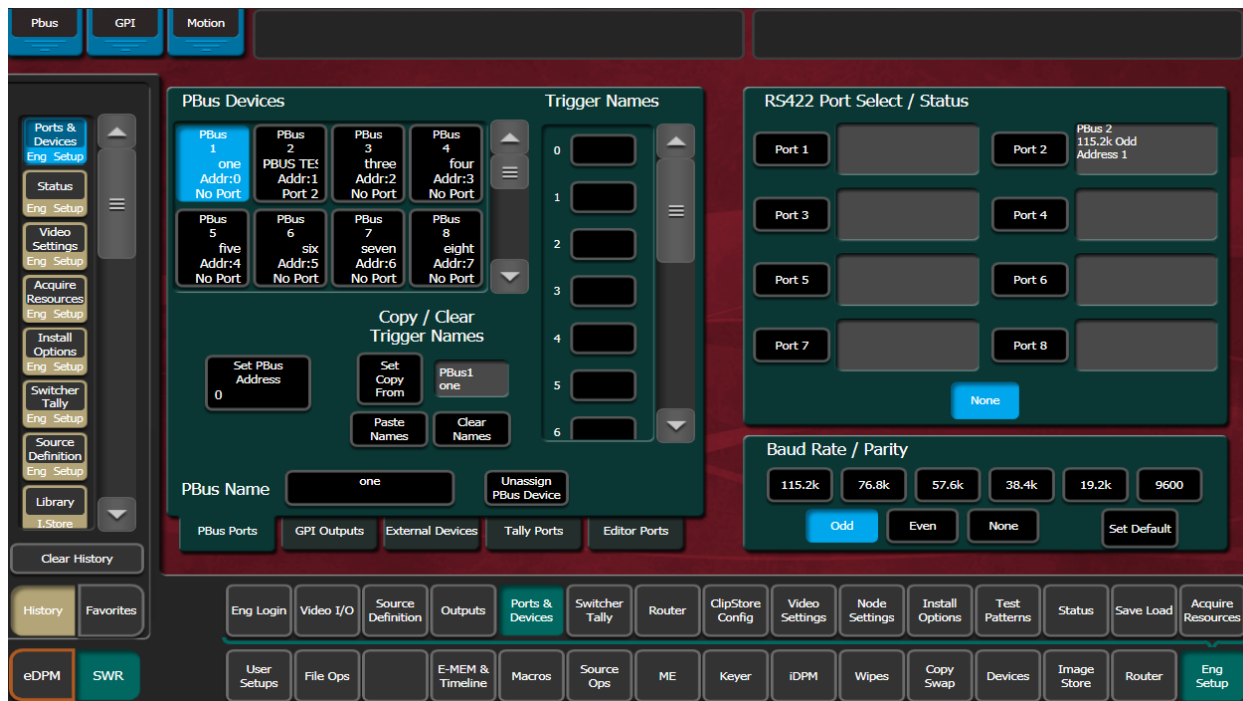 Pbus
GPI
Motion
PBus Devices
Trigger Names
RS422 Port Select / Status
Ports &
Devices
Eng Setup
Status
Eng Setup
Video
Settings
Eng Setup
Acquire
Resources
Eng Setup
Install
Options
Eng Setup
Switcher
Tally
Eng Setup
Source
Definition
Eng Setup
Library
I.Store
Clear History
History
Favorites
eDPM
SWR
PBus
1
one
Addr:0
No Port
PBus
2
PBUS TES
Addr:1
Port 2
PBus
3
three
Addr:2
No Port
PBus
4
four
Addr:3
No Port
PBus
5
five
Addr:4
No Port
PBus
6
six
Addr:5
No Port
PBus
7
seven
Addr:6
No Port
PBus
8
eight
Addr:7
No Port
0
1
2
3
4
5
6
Copy / Clear
Trigger Names
Set PBus
Address
0
Set
Copy
From
PBus1
one
Paste
Names
Clear
Names
PBus Name
one
Unassign
PBus Device
PBus Ports
GPI Outputs
External Devices
Tally Ports
Editor Ports
Port 1
Port 2
PBus 2
115.2k Odd
Address 1
Port 3
Port 4
Port 5
Port 6
Port 7
Port 8
None
Baud Rate / Parity
115.2k
76.8k
57.6k
38.4k
19.2k
9600
Odd
Even
None
Set Default
Eng Login
Video I/O
Source
Definition
Outputs
Ports &
Devices
Switcher
Tally
Router
ClipStore
Config
Video
Settings
Node
Settings
Install
Options
Test
Patterns
Status
Save Load
Acquire
Resources
User
Setups
File Ops
E-MEM &
Timeline
Macros
Source
Ops
ME
Keyer
iDPM
Wipes
Copy
Swap
Devices
Image
Store
Router
Eng
Setup